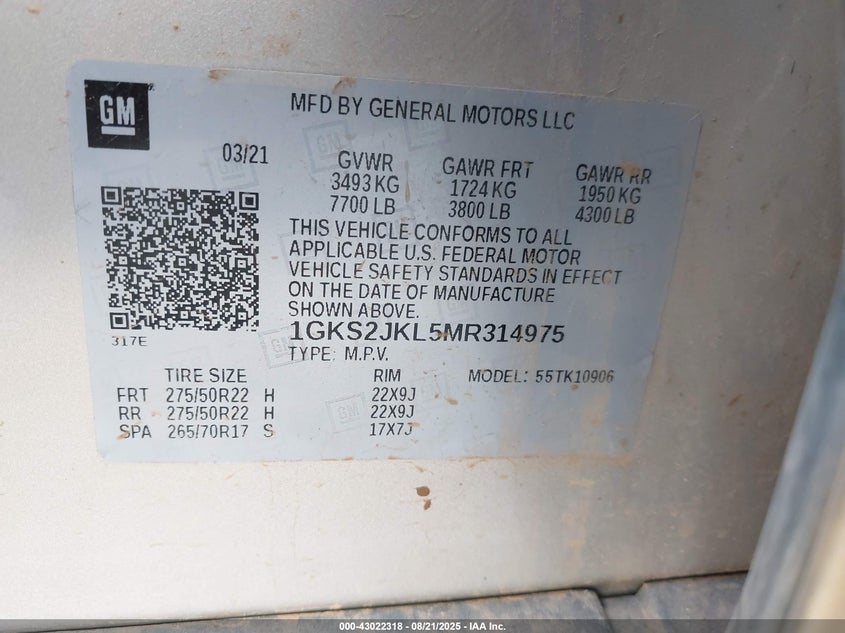 GM
MFD BY GENERAL MOTORS LLC
03/21 GVWR GAWR FRT GAWR RR
3493 KG 1724 KG 1950 KG
7700 LB 3800 LB 4300 LB
THIS VEHICLE CONFORMS TO ALL
APPLICABLE U.S. FEDERAL MOTOR
VEHICLE SAFETY STANDARDS IN EFFECT
ON THE DATE OF MANUFACTURE
SHOWN ABOVE.
317E
1GKS2JKL5MR314975
TYPE: M.P.V.
TIRE SIZE RIM MODEL: 55TK10906
FRT 275/50R22 H 22X9J
RR 275/50R22 H 22X9J
SPA 265/70R17 S 17X7J
000-43022318 - 08/21/2025 - IAA Inc.